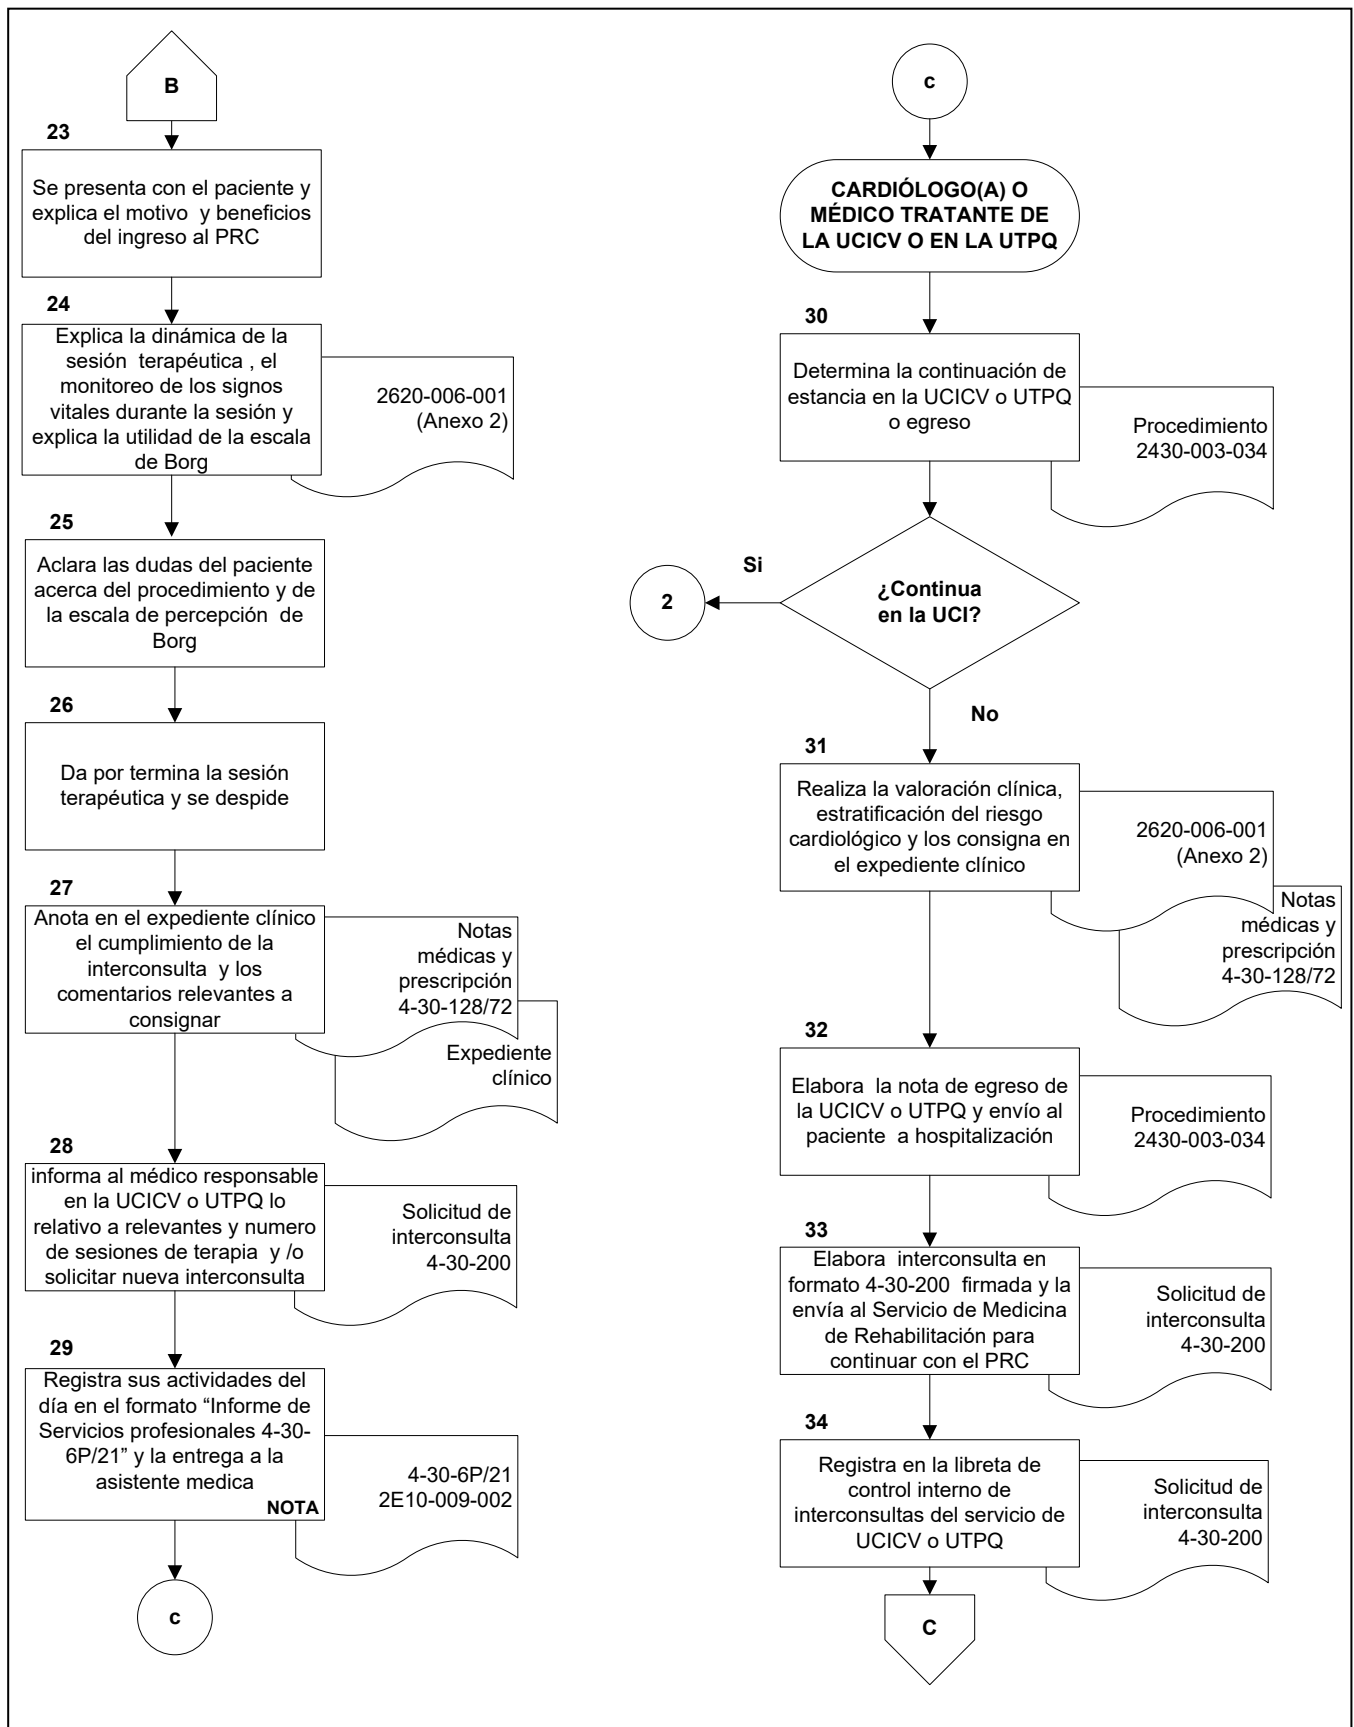 B
23
Se presenta con el paciente y
explica el motivo y beneficios
del ingreso al PRC
24
Explica la dinámica de la
sesión terapéutica , el
monitoreo de los signos
vitales durante la sesión y
explica la utilidad de la escala
de Borg
2620-006-001
(Anexo 2)
25
Aclara las dudas del paciente
acerca del procedimiento y de
la escala de percepción de
Borg
26
Da por termina la sesión
terapéutica y se despide
27
Anota en el expediente clínico
el cumplimiento de la
interconsulta y los
comentarios relevantes a
consignar
Notas
médicas y
prescripción
4-30-128/72
Expediente
clínico
28
informa al médico responsable
en la UCICV o UTPQ lo
relativo a relevantes y numero
de sesiones de terapia y /o
solicitar nueva interconsulta
Solicitud de
interconsulta
4-30-200
29
Registra sus actividades del
día en el formato “Informe de
Servicios profesionales 4-30-
6P/21” y la entrega a la
asistente medica
NOTA
4-30-6P/21
2E10-009-002
c
c
CARDIÓLOGO(A) O
MÉDICO TRATANTE DE
LA UCICV O EN LA UTPQ
30
Determina la continuación de
estancia en la UCICV o UTPQ
o egreso
Procedimiento
2430-003-034
¿Continua
en la UCI?
Si
2
No
31
Realiza la valoración clínica,
estratificación del riesgo
cardiológico y los consigna en
el expediente clínico
2620-006-001
(Anexo 2)
Notas
médicas y
prescripción
4-30-128/72
32
Elabora la nota de egreso de
la UCICV o UTPQ y envío al
paciente a hospitalización
Procedimiento
2430-003-034
33
Elabora interconsulta en
formato 4-30-200 firmada y la
envía al Servicio de Medicina
de Rehabilitación para
continuar con el PRC
Solicitud de
interconsulta
4-30-200
34
Registra en la libreta de
control interno de
interconsultas del servicio de
UCICV o UTPQ
Solicitud de
interconsulta
4-30-200
C